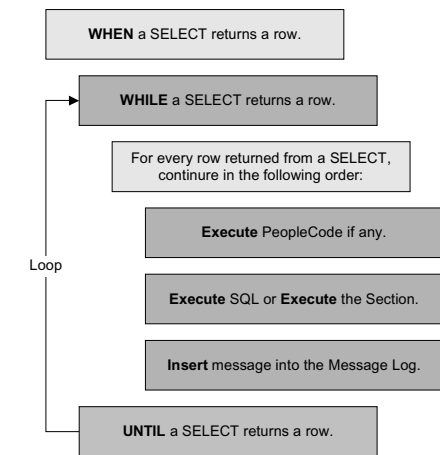 WHEN a SELECT returns a row.
WHILE a SELECT returns a row.
For every row returned from a SELECT,
continure in the following order:
Execute PeopleCode if any.
Loop
Execute SQL or Execute the Section.
Insert message into the Message Log.
UNTIL a SELECT returns a row.